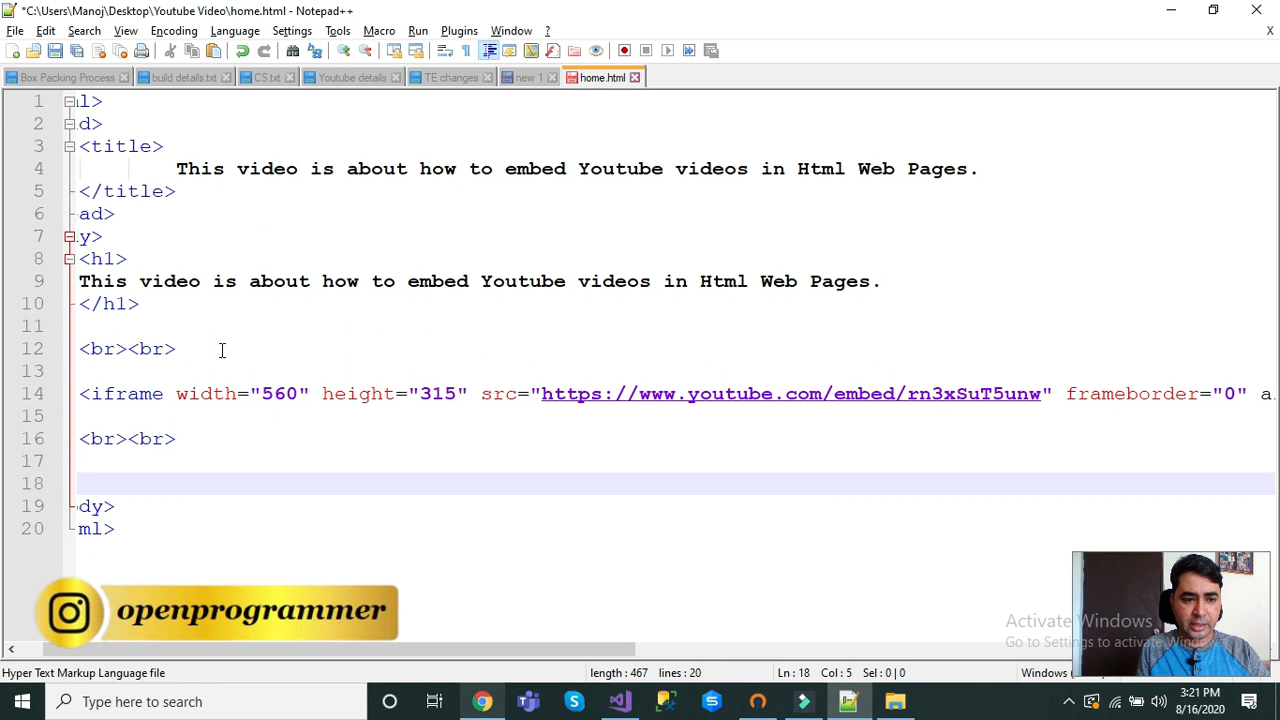 *C:\Users\Manoj\Desktop\Youtube Video\home.html - Notepad++
File Edit Search View Encoding Language Settings Tools Macro Run Plugins Window ? X
Box Packing Process build details.txt CS.txt Youtube details TE changes new 1 home.html
1 l>
2 d>
3 <title>
4 This video is about how to embed Youtube videos in Html Web Pages.
5 </title>
6 ad>
7 y>
8 <h1>
9 This video is about how to embed Youtube videos in Html Web Pages.
10 </h1>
11
12 <br><br>
13
14 <iframe width="560" height="315" src="https://www.youtube.com/embed/rn3xSuT5unw" frameborder="0" a
15
16 <br><br>
17
18
19 dy>
20 ml>
openprogrammer
Activate Windows
Go to Settings to activate Windows.
Hyper Text Markup Language file length : 467 lines : 20 Ln : 18 Col : 5 Sel : 0 | 0 Windows
Type here to search
3:21 PM
8/16/2020